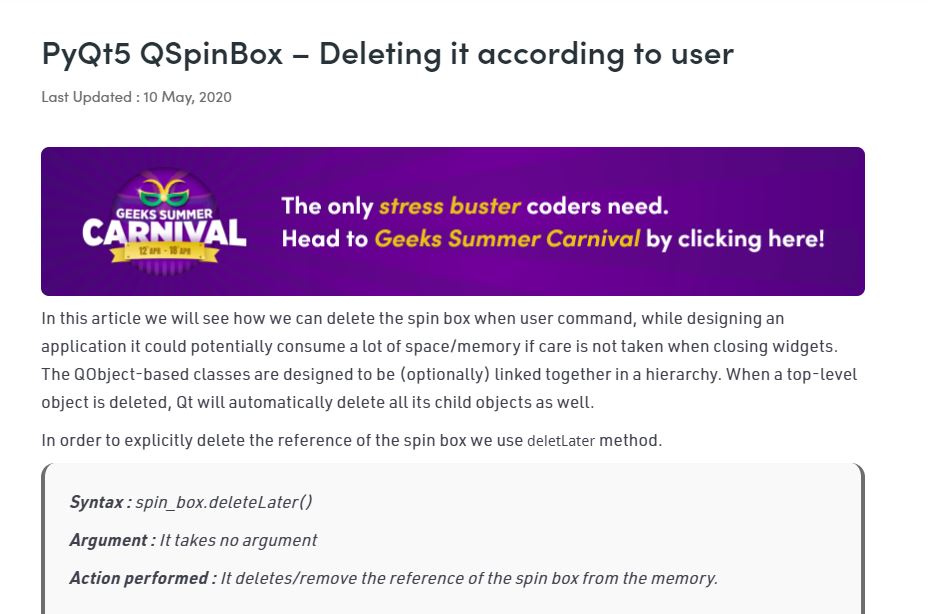 PyQt5 QSpinBox – Deleting it according to user
Last Updated : 10 May, 2020
GEEKS SUMMER
CARNIVAL
12 APR - 18 APR
The only stress buster coders need.
Head to Geeks Summer Carnival by clicking here!
In this article we will see how we can delete the spin box when user command, while designing an
application it could potentially consume a lot of space/memory if care is not taken when closing widgets.
The QObject-based classes are designed to be (optionally) linked together in a hierarchy. When a top-level
object is deleted, Qt will automatically delete all its child objects as well.
In order to explicitly delete the reference of the spin box we use deletLater method.
Syntax : spin_box.deleteLater()
Argument : It takes no argument
Action performed : It deletes/remove the reference of the spin box from the memory.